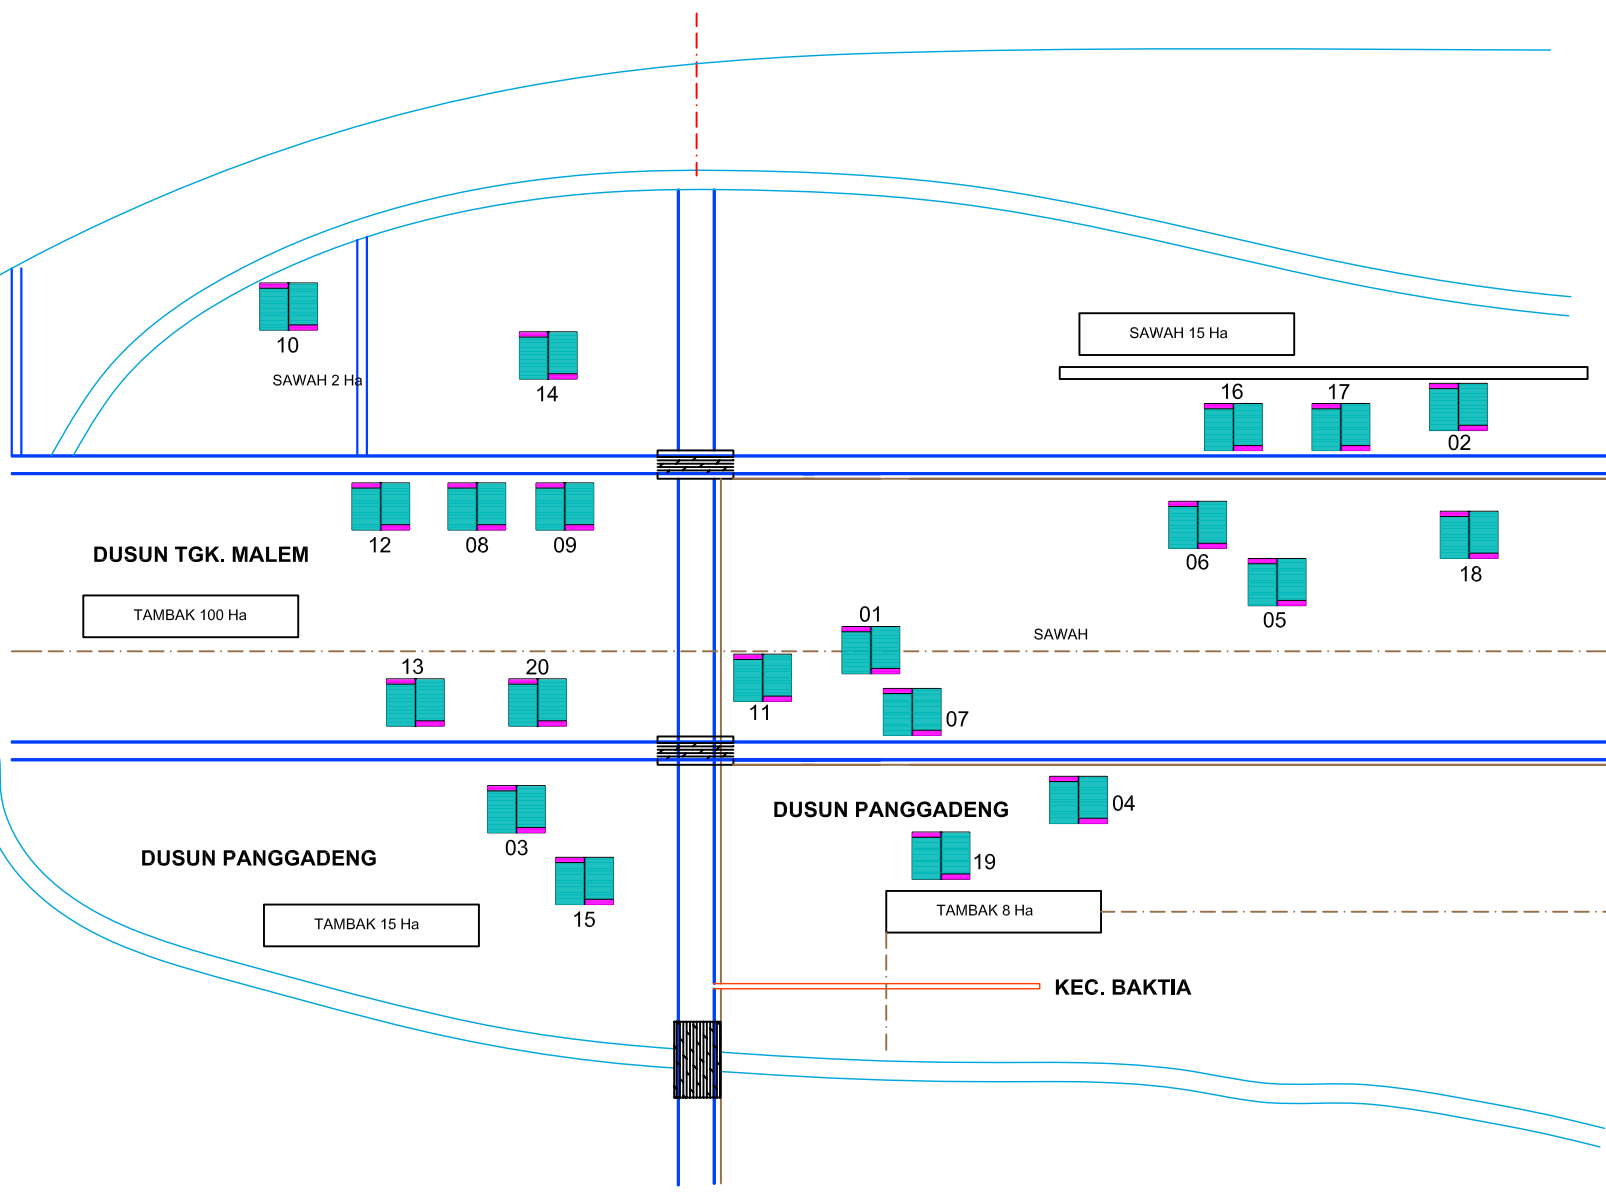 10
SAWAH 2 Ha
14
SAWAH 15 Ha
16
17
02
12
08
09
DUSUN TGK. MALEM
TAMBAK 100 Ha
06
18
05
01
SAWAH
13
20
11
07
03
DUSUN PANGGADENG
15
TAMBAK 15 Ha
DUSUN PANGGADENG
04
19
TAMBAK 8 Ha
KEC. BAKTIA